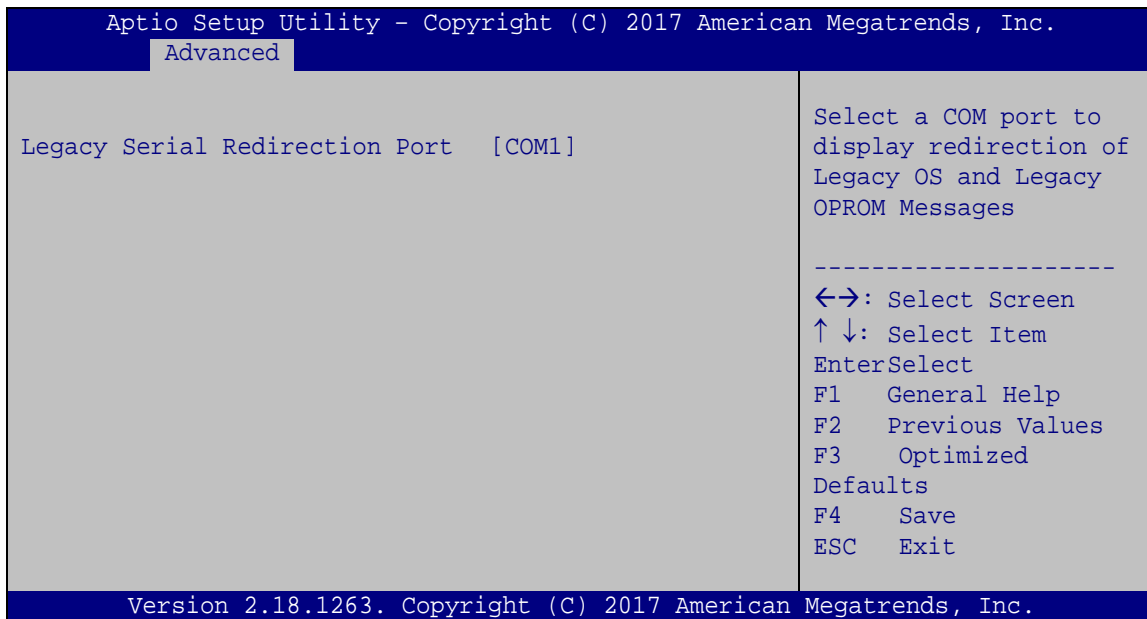 Aptio Setup Utility – Copyright (C) 2017 American Megatrends, Inc.
Advanced
Legacy Serial Redirection Port [COM1]
Select a COM port to
display redirection of
Legacy OS and Legacy
OPROM Messages
---------------------
←→: Select Screen
↑ ↓: Select Item
EnterSelect
F1 General Help
F2 Previous Values
F3 Optimized
Defaults
F4 Save
ESC Exit
Version 2.18.1263. Copyright (C) 2017 American Megatrends, Inc.